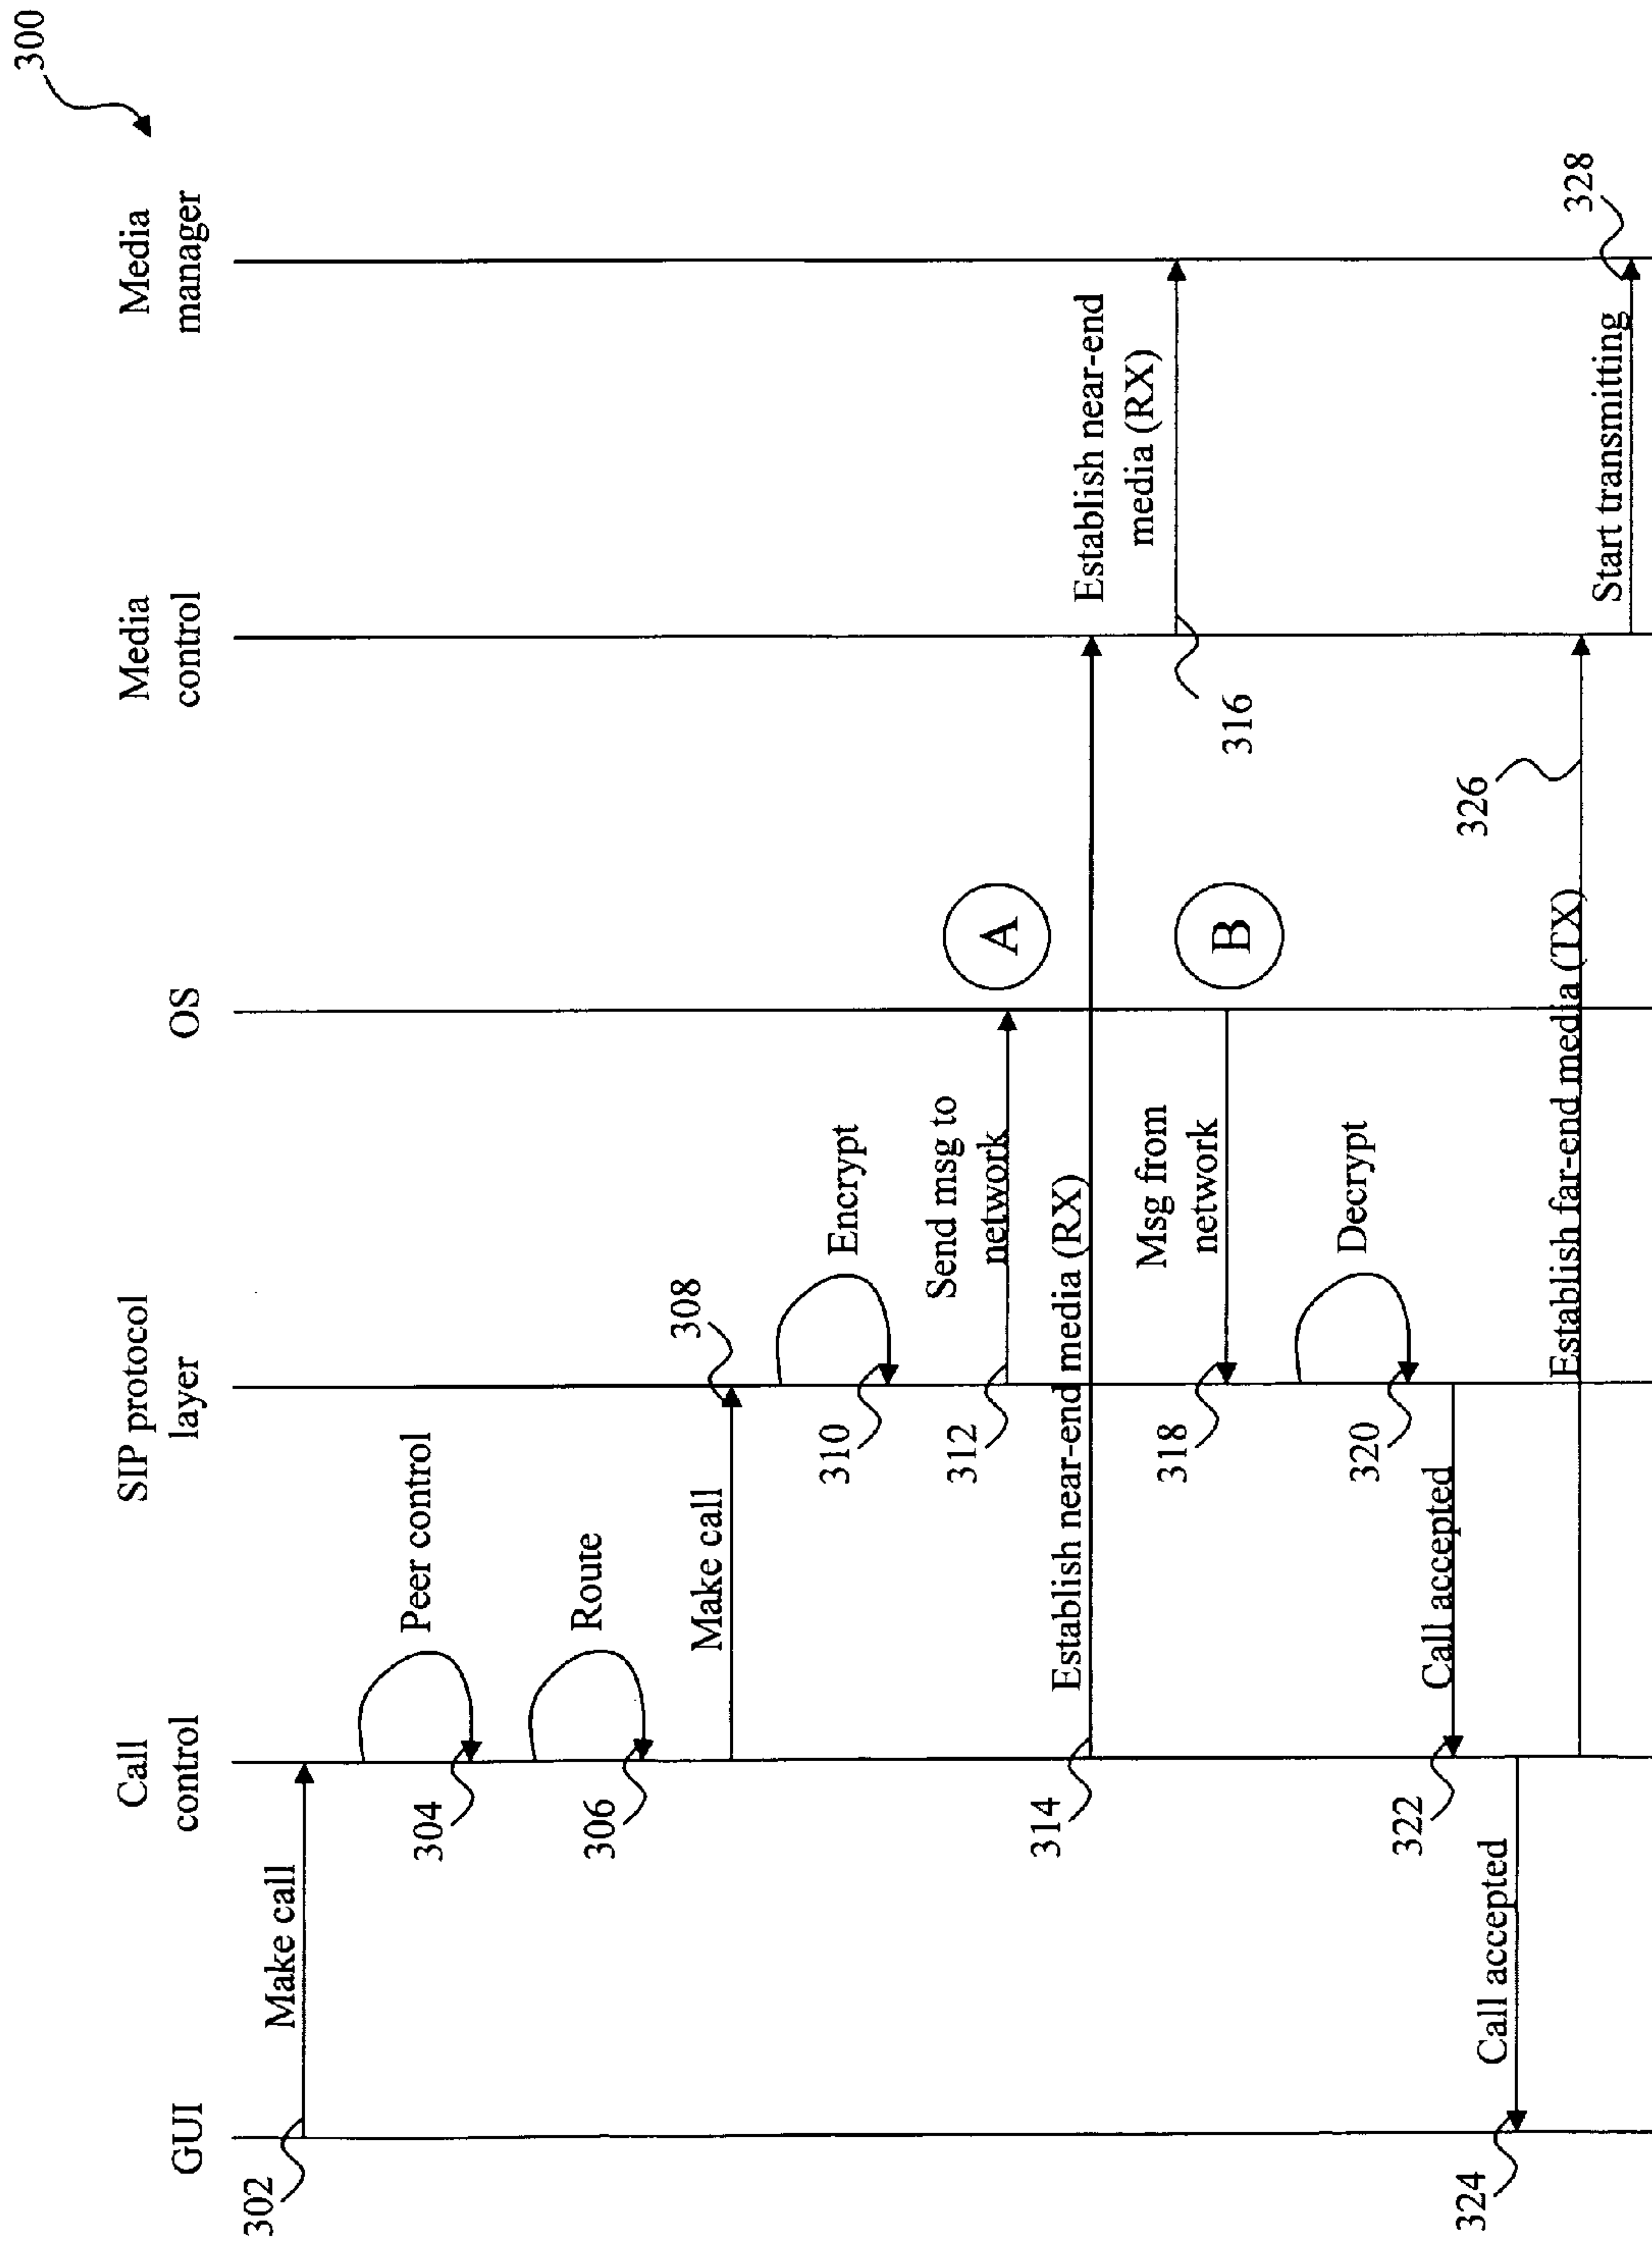 300
GUI
Call
control
SIP protocol
layer
OS
Media
control
Media
manager
302
Make call
Peer control
304
Route
306
Make call
308
Encrypt
310
Send msg to
network
312
A
Establish near-end media (RX)
314
Establish near-end
media (RX)
316
Msg from
network
318
B
Decrypt
320
Call accepted
322
Call accepted
324
Establish far-end media (TX)
326
Start transmitting
328